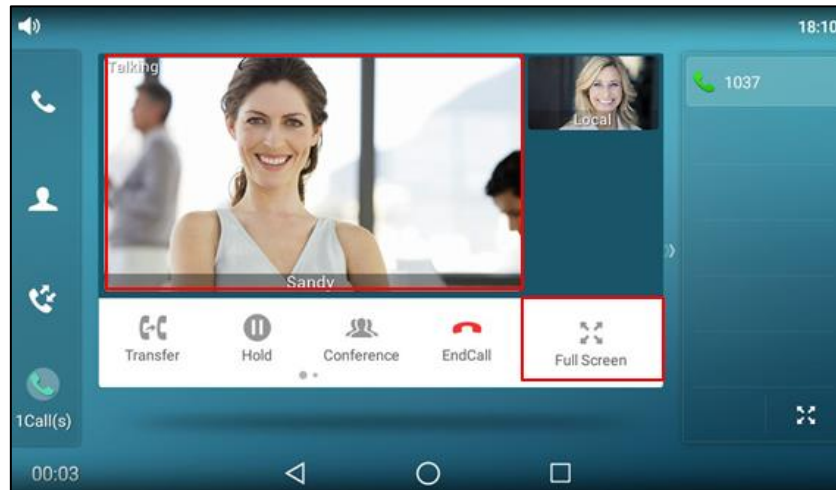 18:10
Talking
Local
1037
Sandy
Transfer
Hold
Conference
EndCall
Full Screen
1Call(s)
00:03